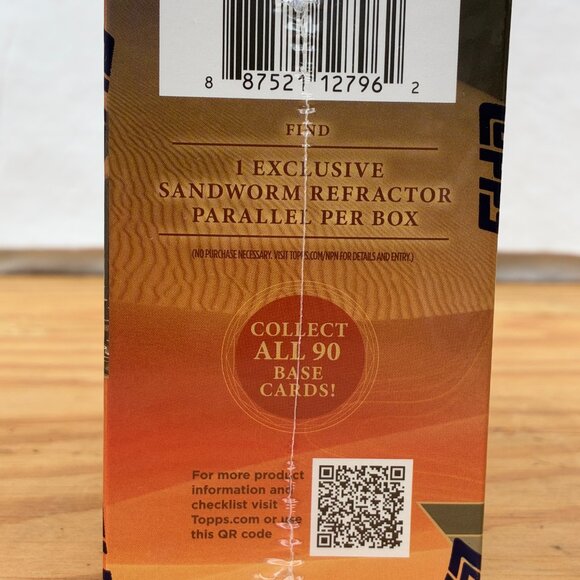 8 87521 12796 2
FIND
1 EXCLUSIVE
SANDWORM REFRACTOR
PARALLEL PER BOX
(NO PURCHASE NECESSARY. VISIT TOPPS.COM/NPN FOR DETAILS AND ENTRY.)
COLLECT
ALL 90
BASE
CARDS!
For more product
information and
checklist visit
Topps.com or use
this QR code